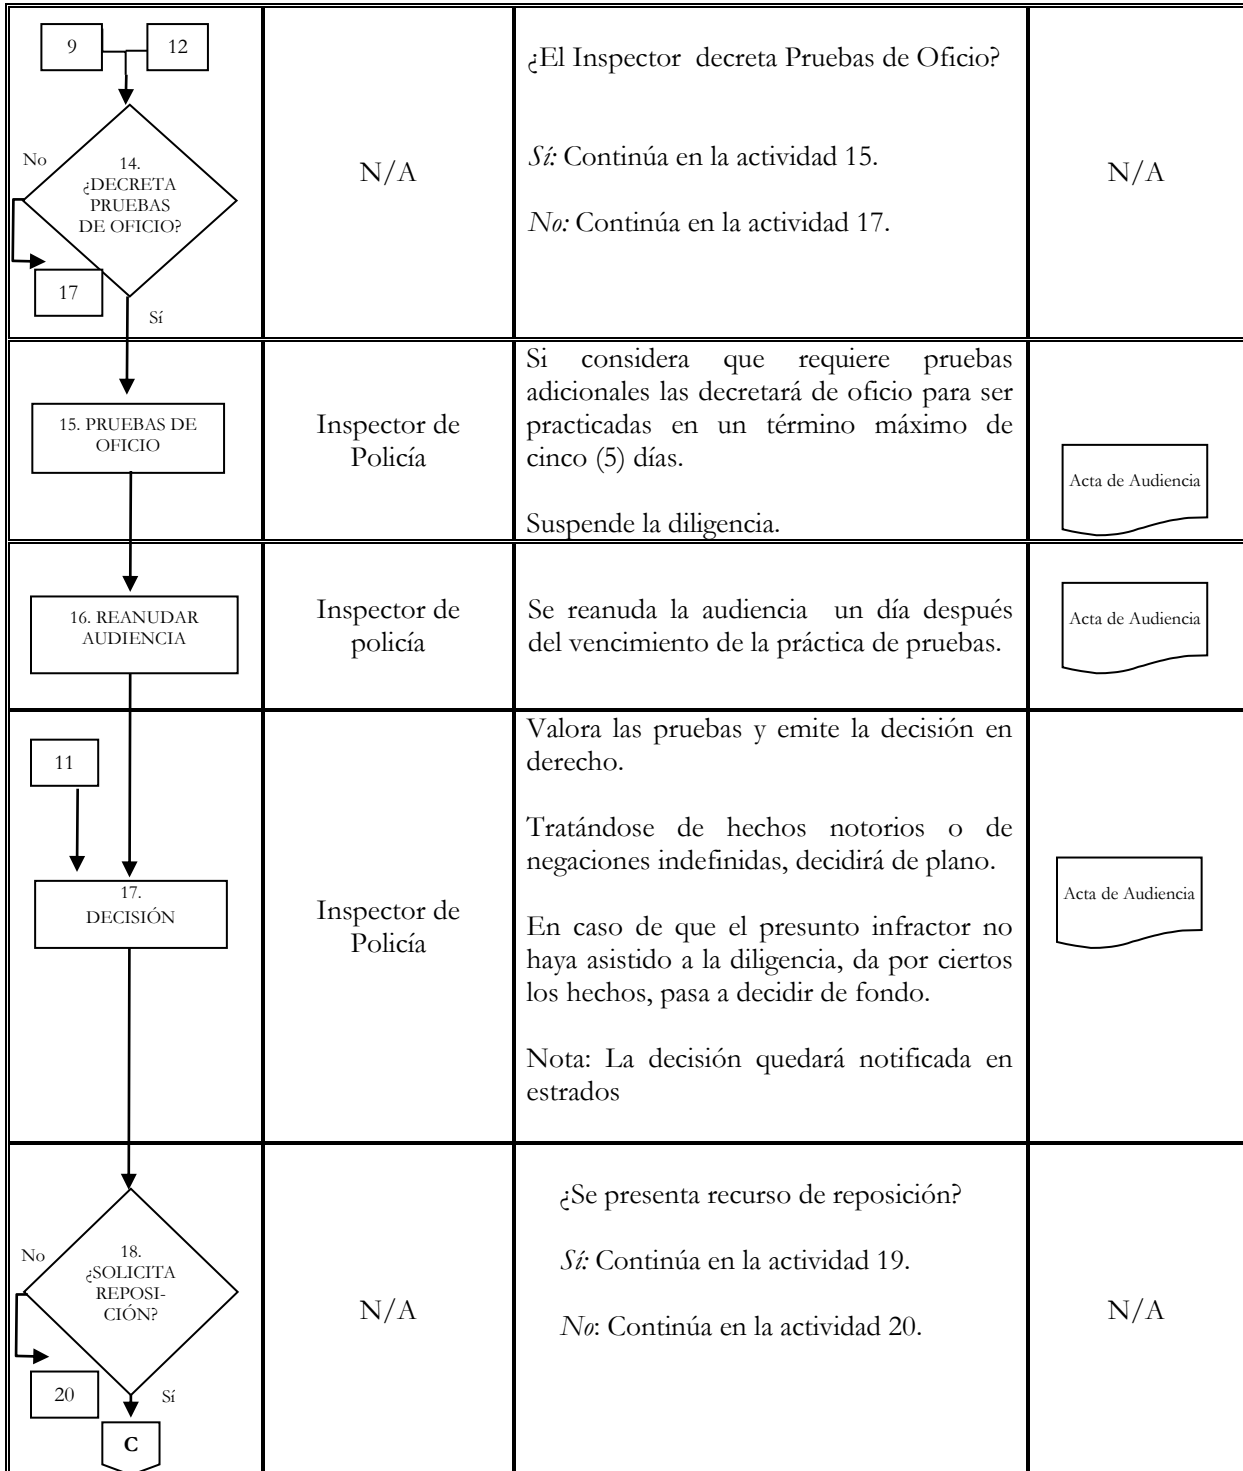 9
12
No
14.
¿DECRETA
PRUEBAS
DE OFICIO?
17
Sí
N/A
¿El Inspector decreta Pruebas de Oficio?
Sí: Continúa en la actividad 15.
No: Continúa en la actividad 17.
N/A
15. PRUEBAS DE
OFICIO
Inspector de
Policía
Si considera que requiere pruebas
adicionales las decretará de oficio para ser
practicadas en un término máximo de
cinco (5) días.
Suspende la diligencia.
Acta de Audiencia
16. REANUDAR
AUDIENCIA
Inspector de
policía
Se reanuda la audiencia un día después
del vencimiento de la práctica de pruebas.
Acta de Audiencia
11
17.
DECISIÓN
Inspector de
Policía
Valora las pruebas y emite la decisión en
derecho.
Tratándose de hechos notorios o de
negaciones indefinidas, decidirá de plano.
En caso de que el presunto infractor no
haya asistido a la diligencia, da por ciertos
los hechos, pasa a decidir de fondo.
Nota: La decisión quedará notificada en
estrados
Acta de Audiencia
No
18.
¿SOLICITA
REPOSI-
CIÓN?
20
Sí
C
N/A
¿Se presenta recurso de reposición?
Sí: Continúa en la actividad 19.
No: Continúa en la actividad 20.
N/A